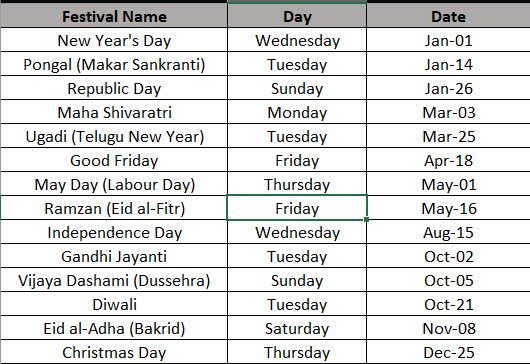 Festival Name Day Date
New Year's Day Wednesday Jan-01
Pongal (Makar Sankranti) Tuesday Jan-14
Republic Day Sunday Jan-26
Maha Shivaratri Monday Mar-03
Ugadi (Telugu New Year) Tuesday Mar-25
Good Friday Friday Apr-18
May Day (Labour Day) Thursday May-01
Ramzan (Eid al-Fitr) Friday May-16
Independence Day Wednesday Aug-15
Gandhi Jayanti Tuesday Oct-02
Vijaya Dashami (Dussehra) Sunday Oct-05
Diwali Tuesday Oct-21
Eid al-Adha (Bakrid) Saturday Nov-08
Christmas Day Thursday Dec-25